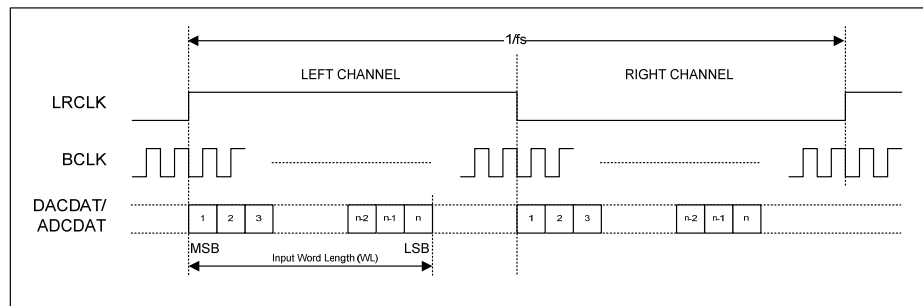 1/fs
LEFT CHANNEL RIGHT CHANNEL
LRCLK
BCLK
DACDAT/
ADCDAT
1 2 3 n-2 n-1 n 1 2 3 n-2 n-1 n
MSB LSB
Input Word Length (WL)